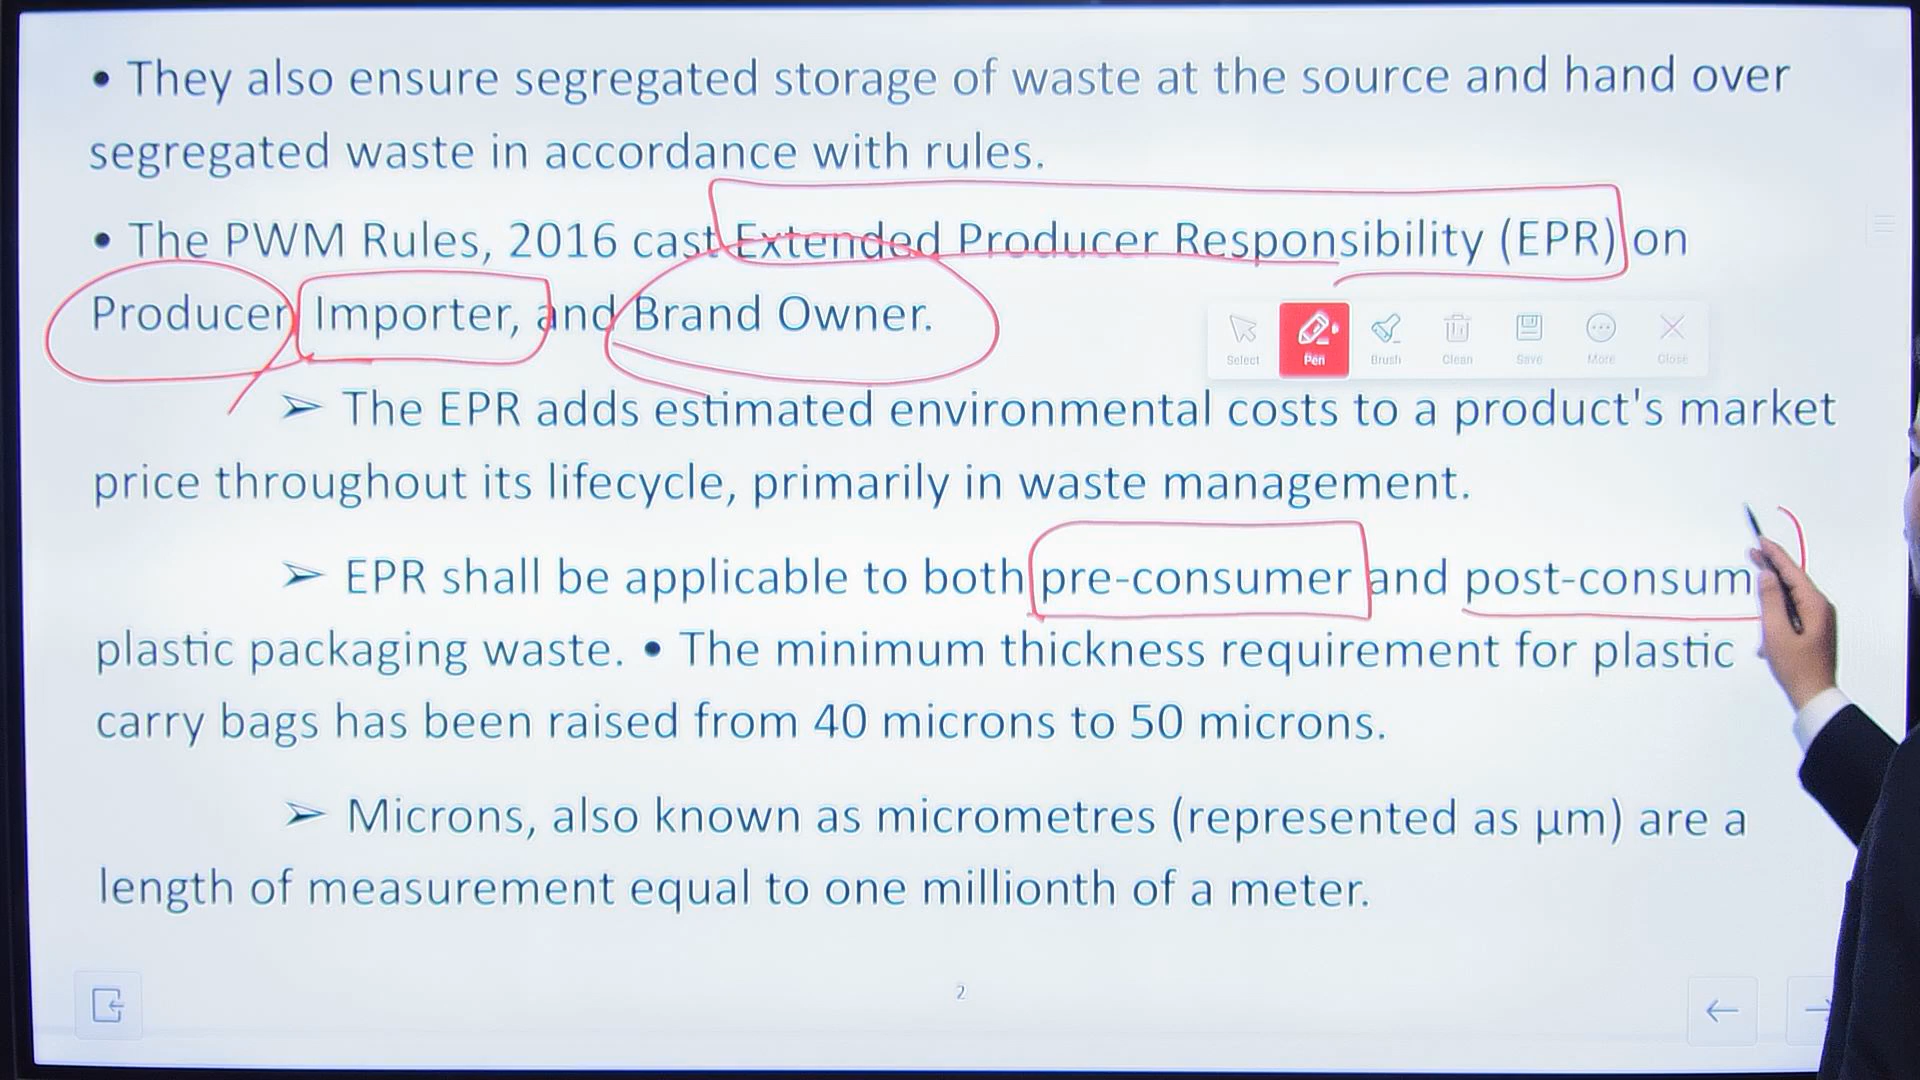 • They also ensure segregated storage of waste at the source and hand over
segregated waste in accordance with rules.
• The PWM Rules, 2016 cast Extended Producer Responsibility (EPR) on
Producer, Importer, and Brand Owner.
Select Pen Brush Clean Save More Close
➢ The EPR adds estimated environmental costs to a product's market
price throughout its lifecycle, primarily in waste management.
➢ EPR shall be applicable to both pre-consumer and post-consum
plastic packaging waste. • The minimum thickness requirement for plastic
carry bags has been raised from 40 microns to 50 microns.
➢ Microns, also known as micrometres (represented as μm) are a
length of measurement equal to one millionth of a meter.
2